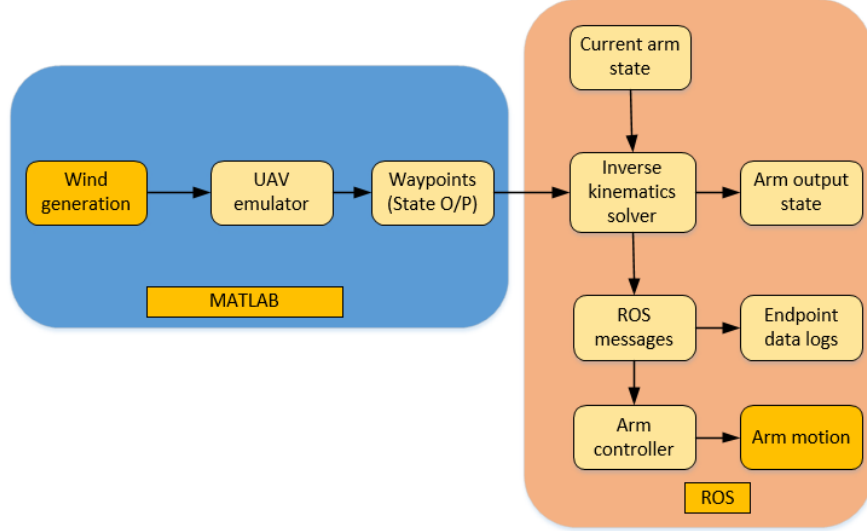 Current arm
state
Wind
generation
UAV
emulator
Waypoints
(State O/P)
Inverse
kinematics
solver
Arm output
state
MATLAB
ROS
messages
Endpoint
data logs
Arm
controller
Arm motion
ROS